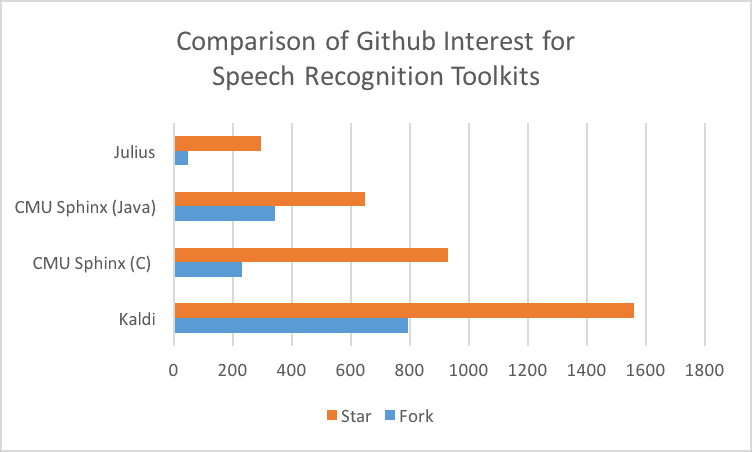 Comparison of Github Interest for
Speech Recognition Toolkits
Julius
CMU Sphinx (Java)
CMU Sphinx (C)
Kaldi
0 200 400 600 800 1000 1200 1400 1600 1800
Star Fork